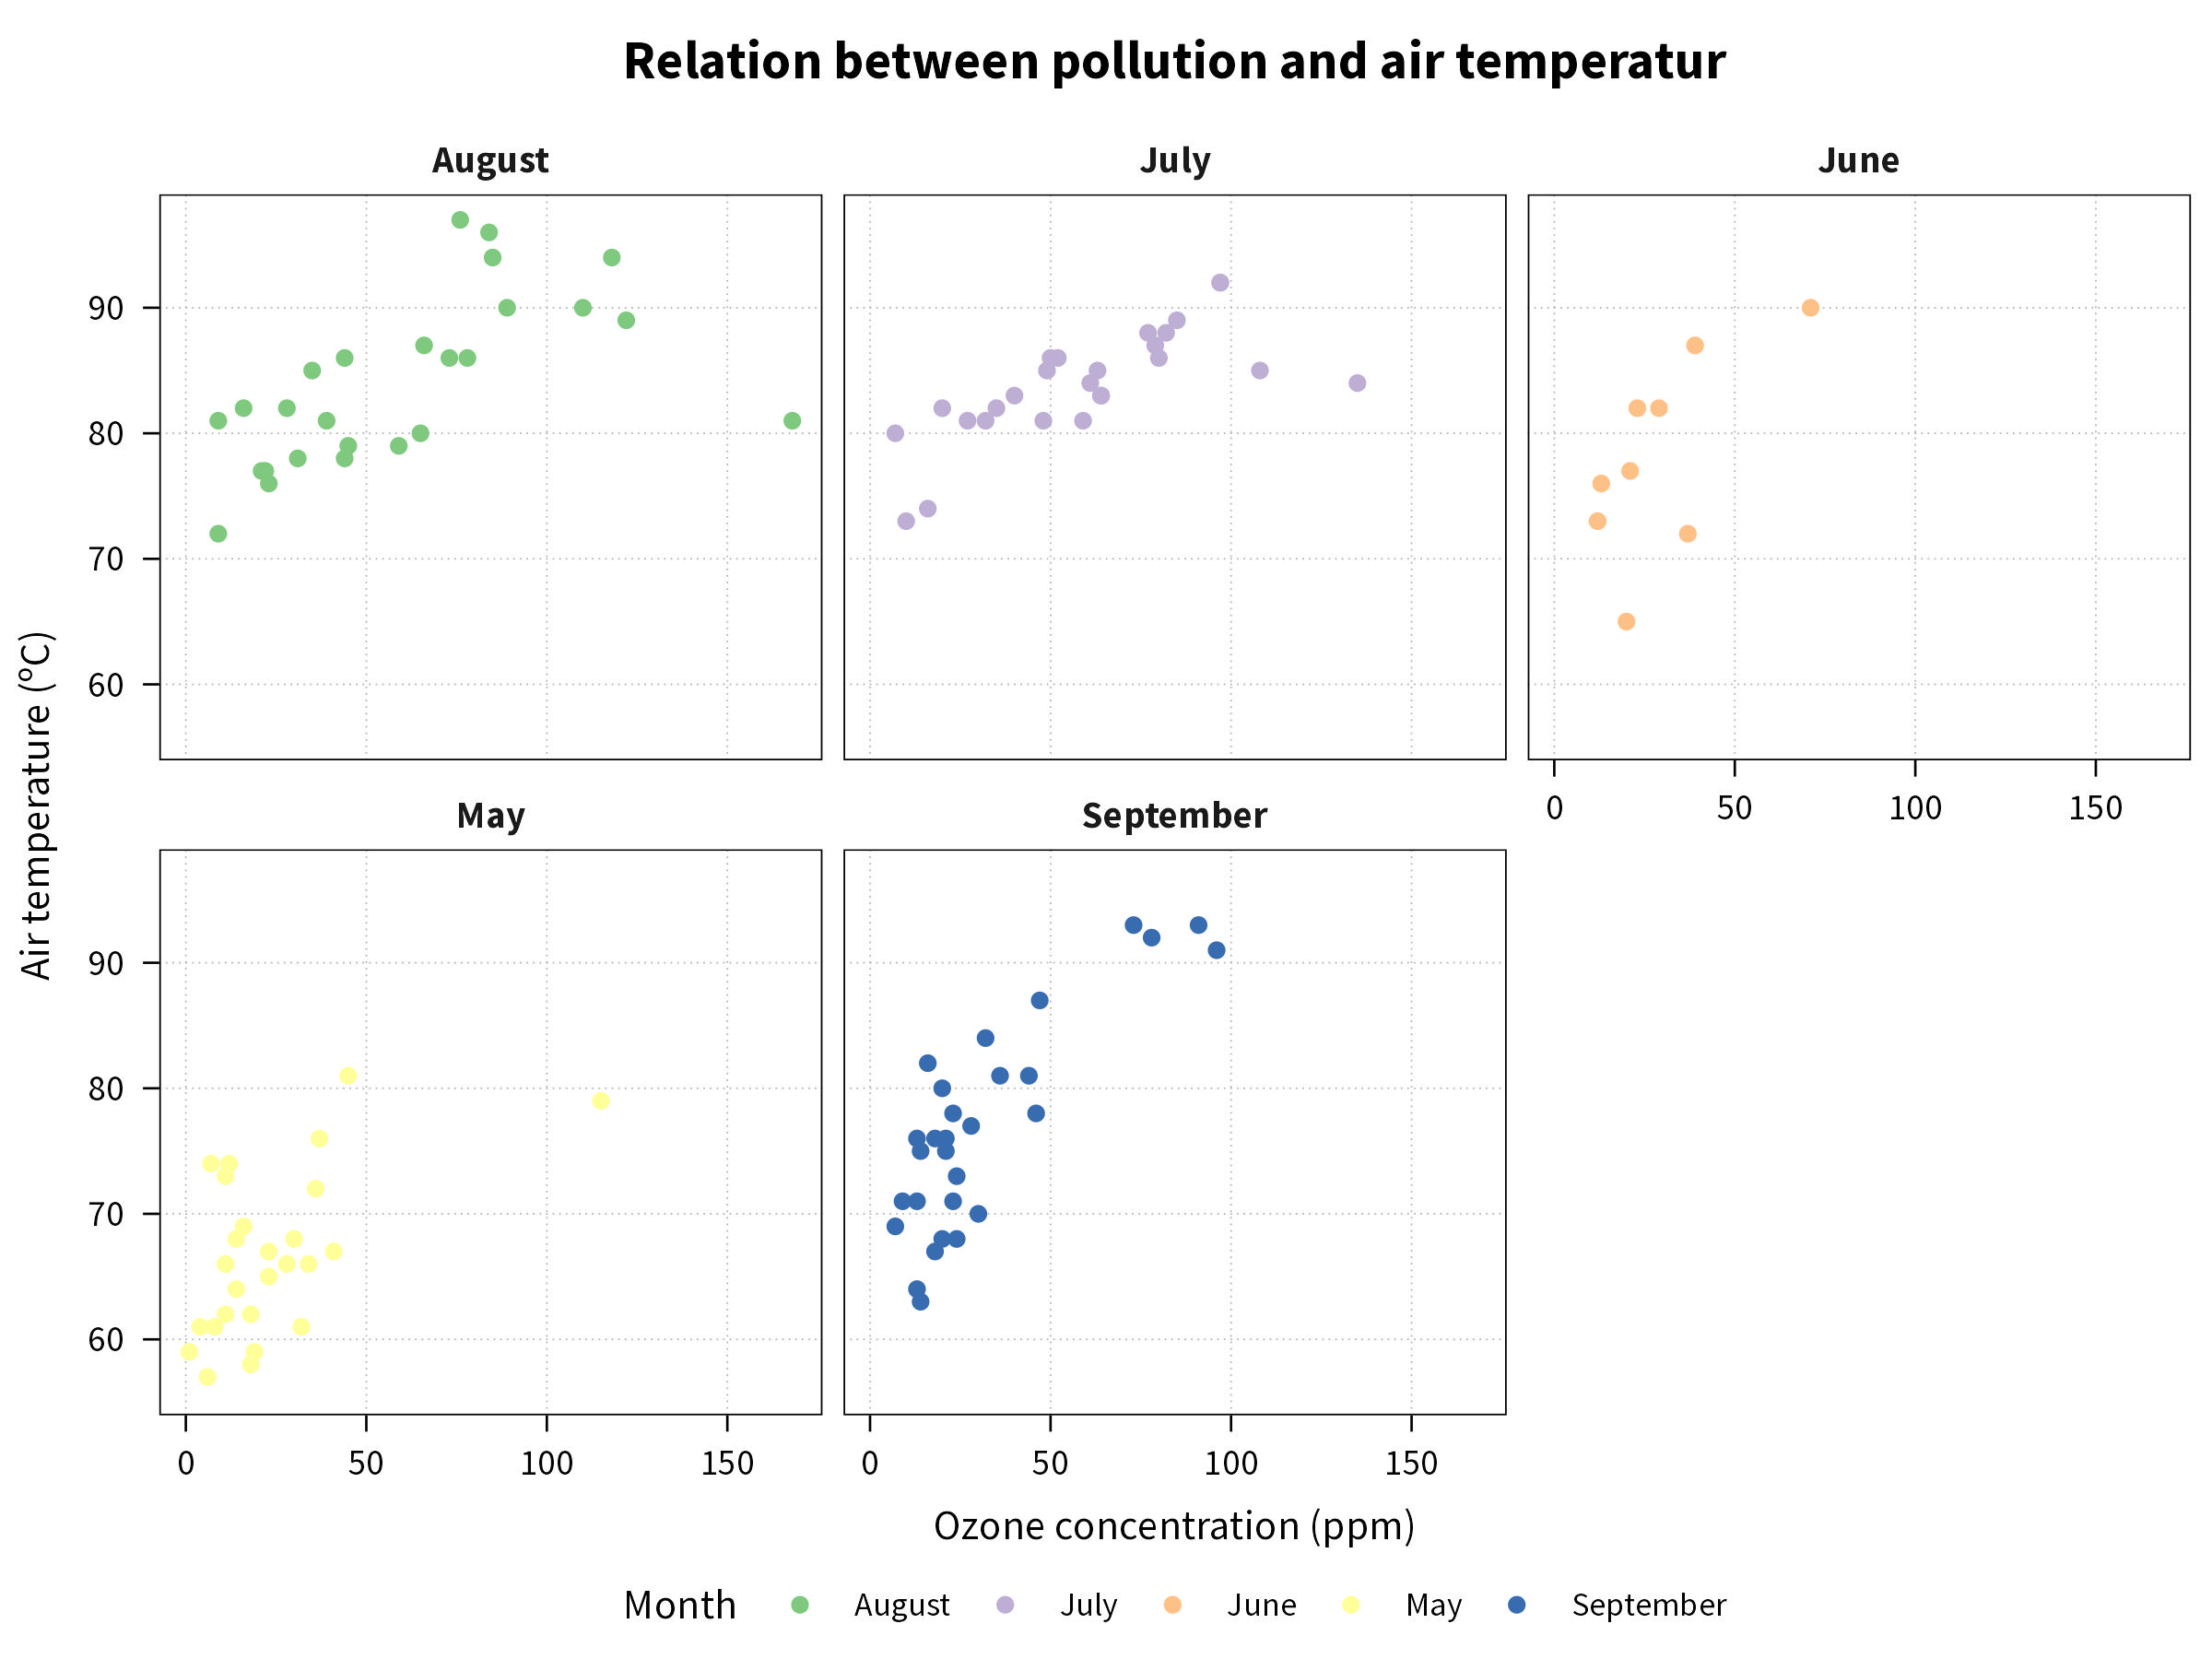 Relation between pollution and air temperatur
August
July
June
90
80
70
60
0 50 100 150
Air temperature (ºC)
May
September
90
80
70
60
0 50 100 150
0 50 100 150
Ozone concentration (ppm)
Month August July June May September